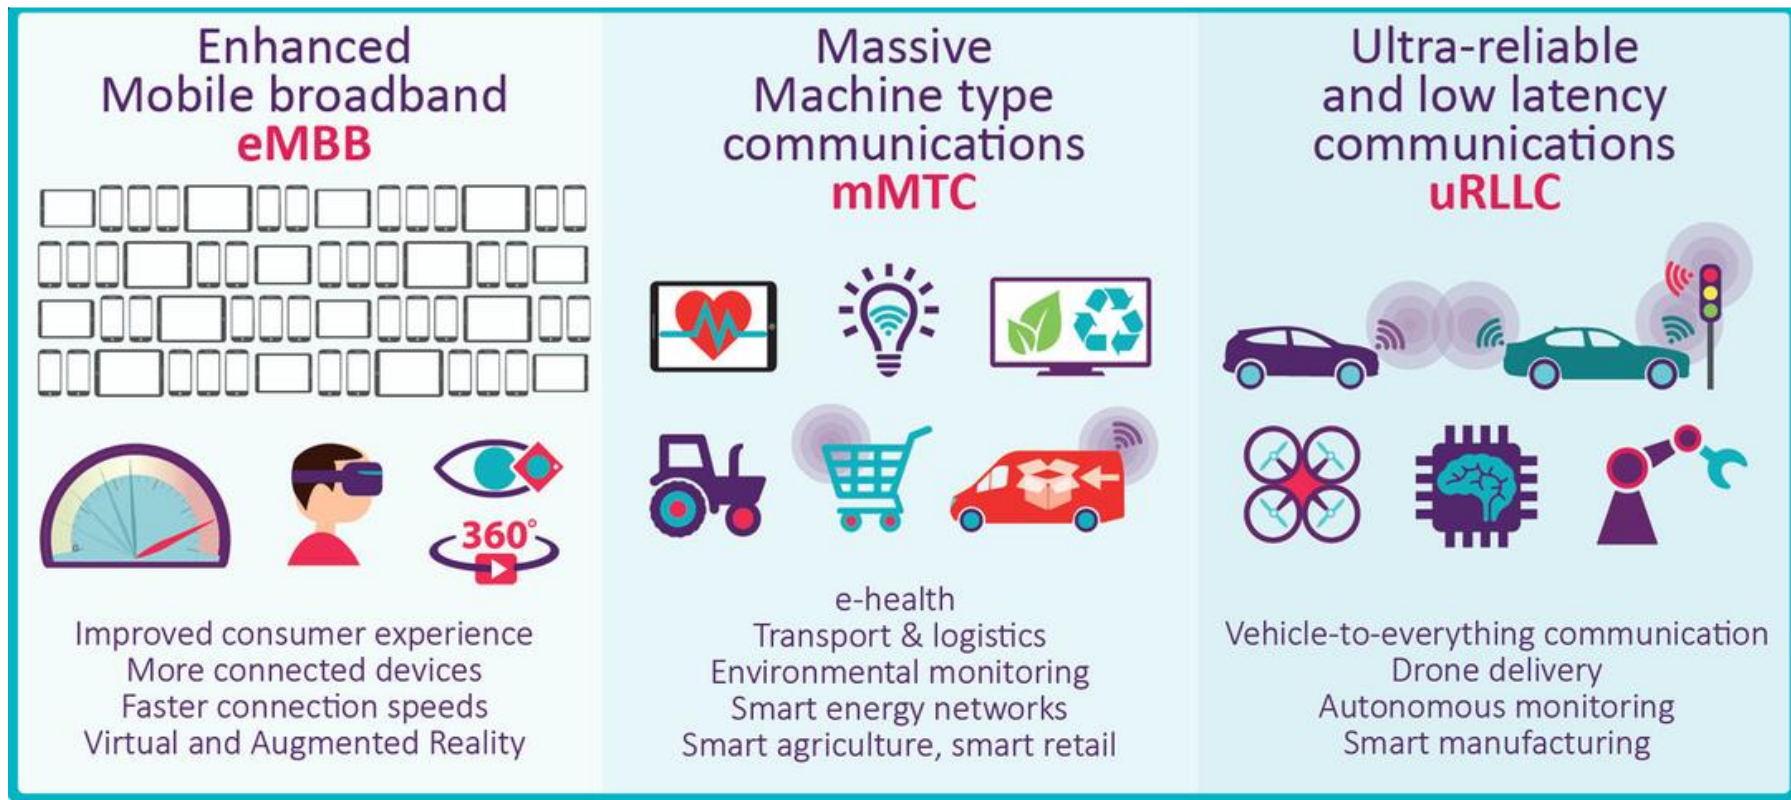 Enhanced
Mobile broadband
eMBB
360°
Improved consumer experience
More connected devices
Faster connection speeds
Virtual and Augmented Reality
Massive
Machine type
communications
mMTC
e-health
Transport & logistics
Environmental monitoring
Smart energy networks
Smart agriculture, smart retail
Ultra-reliable
and low latency
communications
uRLLC
Vehicle-to-everything communication
Drone delivery
Autonomous monitoring
Smart manufacturing